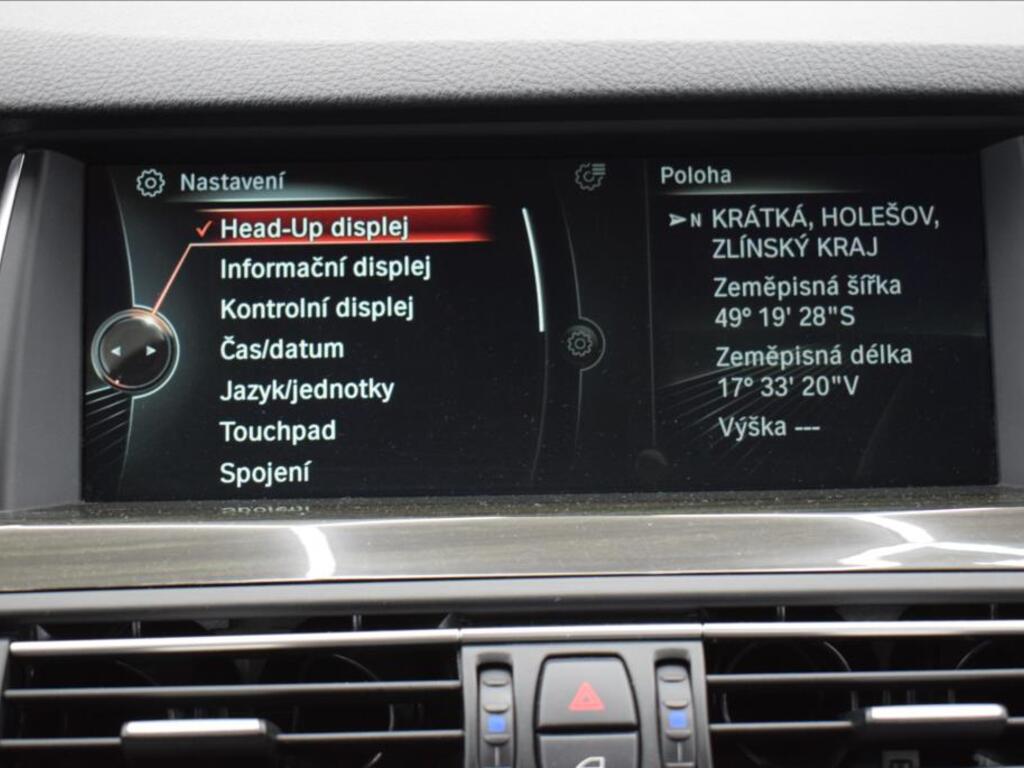 Nastavení
Head-Up displej
Informační displej
Kontrolní displej
Čas/datum
Jazyk/jednotky
Touchpad
Spojení
Poloha
N KRÁTKÁ, HOLEŠOV,
ZLÍNSKÝ KRAJ
Zeměpisná šířka
49° 19' 28"S
Zeměpisná délka
17° 33' 20"V
Výška ---